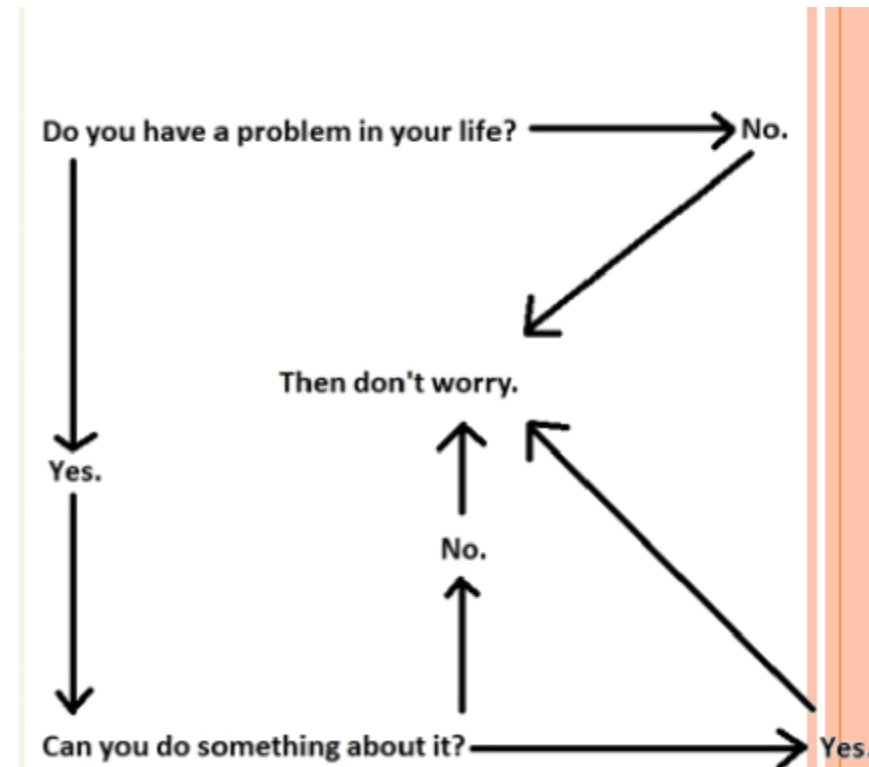 Do you have a problem in your life?
No.
Then don't worry.
Yes.
No.
Can you do something about it?
Yes.